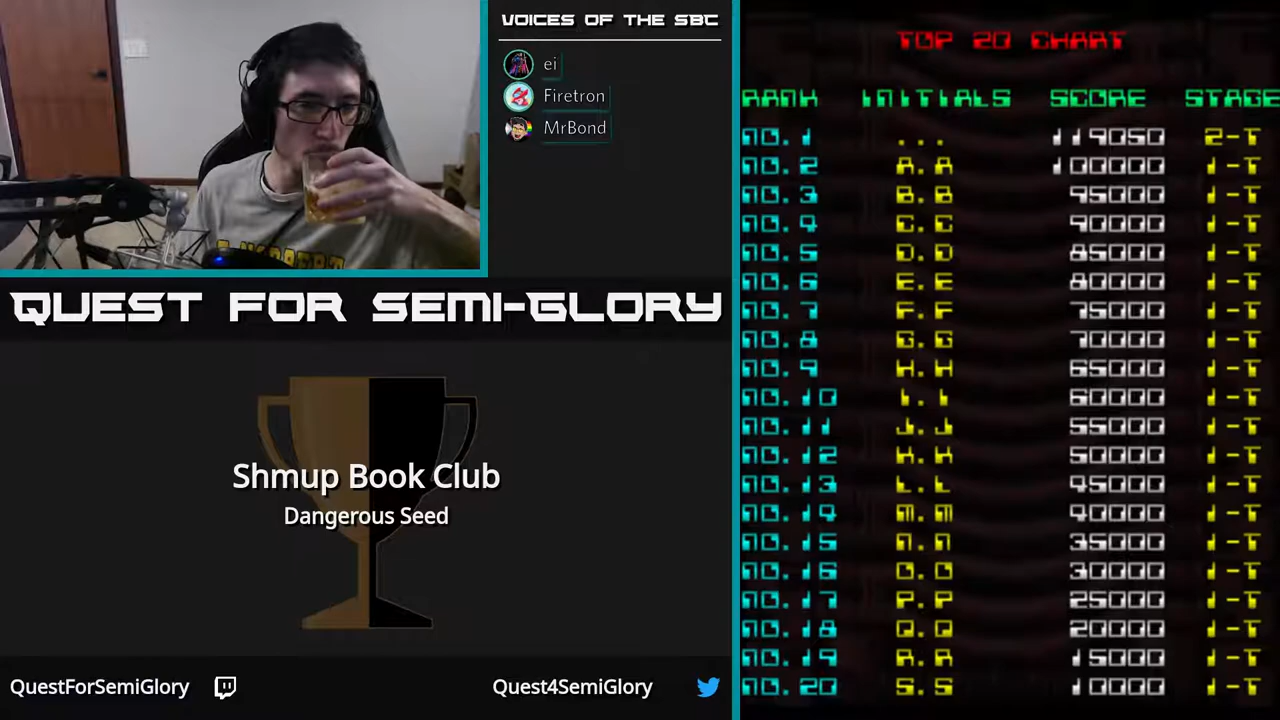 VOICES OF THE SBC
ei
Firetron
MrBond
QUEST FOR SEMI-GLORY
Shmup Book Club
Dangerous Seed
QuestForSemiGlory
Quest4SemiGlory
TOP 20 CHART
RANK INITIALS SCORE STAGE
NO.1 ... 119050 2-T
NO.2 A.A 100000 1-T
NO.3 B.B 95000 1-T
NO.4 C.C 90000 1-T
NO.5 D.D 85000 1-T
NO.6 E.E 80000 1-T
NO.7 F.F 75000 1-T
NO.8 G.G 70000 1-T
NO.9 H.H 65000 1-T
NO.10 I.I 60000 1-T
NO.11 J.J 55000 1-T
NO.12 K.K 50000 1-T
NO.13 L.L 45000 1-T
NO.14 M.M 40000 1-T
NO.15 N.N 35000 1-T
NO.16 O.O 30000 1-T
NO.17 P.P 25000 1-T
NO.18 Q.Q 20000 1-T
NO.19 R.R 15000 1-T
NO.20 S.S 10000 1-T